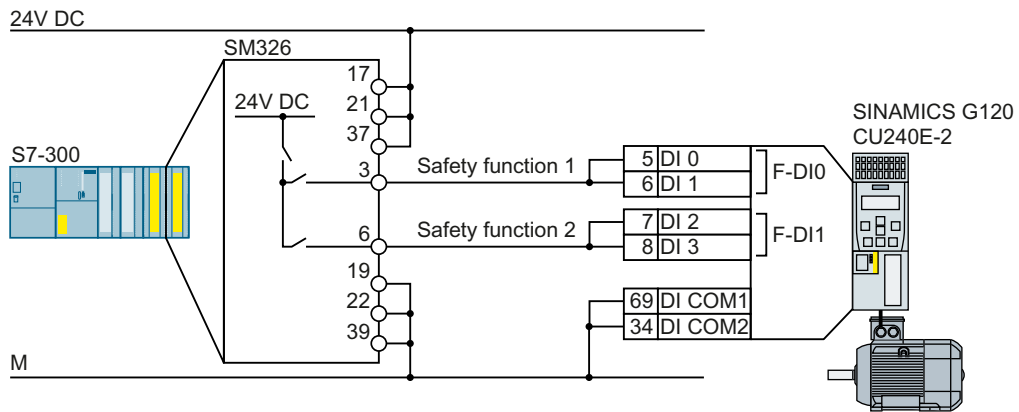 24V DC
SM326
17
24V DC
21
37
SINAMICS G120
CU240E-2
S7-300
3
Safety function 1
5 DI 0
6 DI 1
F-DI0
6
Safety function 2
7 DI 2
8 DI 3
F-DI1
19
22
39
69 DI COM1
34 DI COM2
M